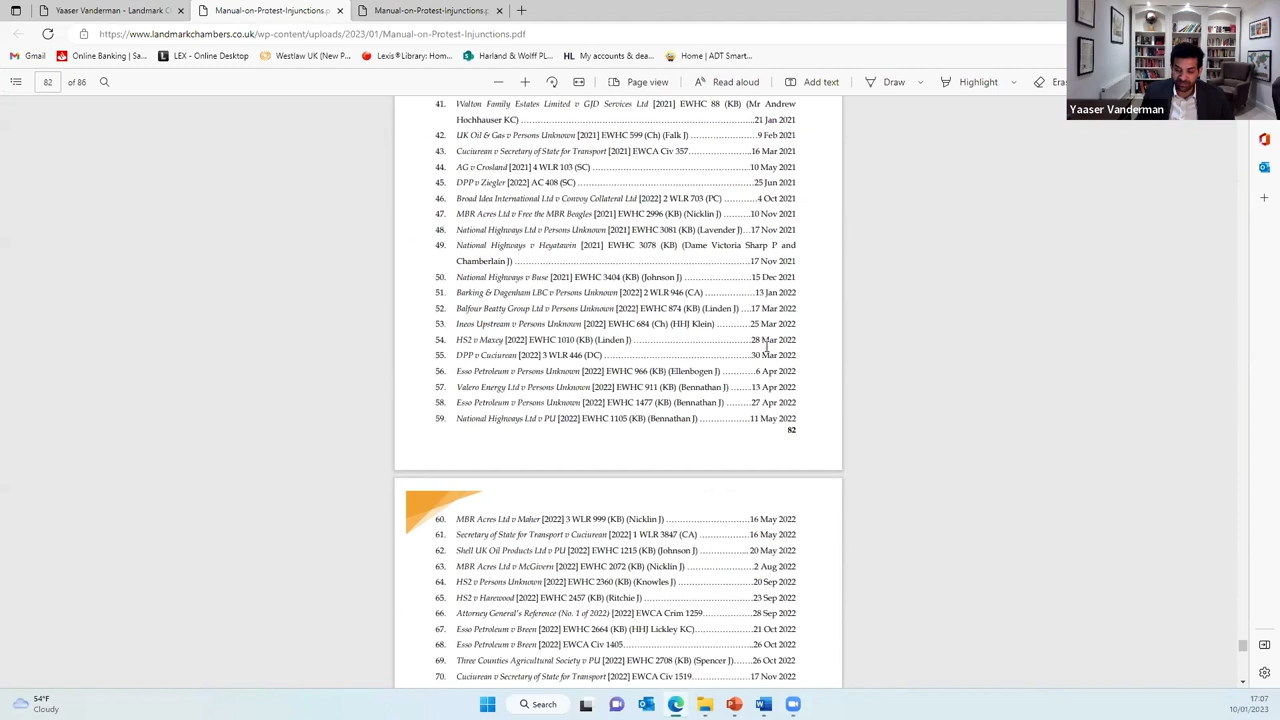 Yaaser Vanderman - Landmark C
Manual-on-Protest-Injunctions.p
Manual-on-Protest-Injunctions.p
https://www.landmarkchambers.co.uk/wp-content/uploads/2023/01/Manual-on-Protest-Injunctions.pdf
Gmail
Online Banking | Sa...
LEX - Online Desktop
Westlaw UK (New P...
Lexis®Library: Hom...
Harland & Wolff PL...
HL My accounts & dea...
Home | ADT Smart...
82 of 86
Page view
Read aloud
Add text
Draw
Highlight
Yaaser Vanderman
41. Walton Family Estates Limited v GJD Services Ltd [2021] EWHC 88 (KB) (Mr Andrew
Hochhauser KC) ........ 21 Jan 2021
42. UK Oil & Gas v Persons Unknown [2021] EWHC 599 (Ch) (Falk J) ........ 9 Feb 2021
43. Cuciurean v Secretary of State for Transport [2021] EWCA Civ 357........ 16 Mar 2021
44. AG v Crosland [2021] 4 WLR 103 (SC) ........ 10 May 2021
45. DPP v Ziegler [2022] AC 408 (SC) ........ 25 Jun 2021
46. Broad Idea International Ltd v Convoy Collateral Ltd [2022] 2 WLR 703 (PC) ........ 4 Oct 2021
47. MBR Acres Ltd v Free the MBR Beagles [2021] EWHC 2996 (KB) (Nicklin J) ........ 10 Nov 2021
48. National Highways Ltd v Persons Unknown [2021] EWHC 3081 (KB) (Lavender J)... 17 Nov 2021
49. National Highways v Heyatawin [2021] EWHC 3078 (KB) (Dame Victoria Sharp P and
Chamberlain J) ........ 17 Nov 2021
50. National Highways v Buse [2021] EWHC 3404 (KB) (Johnson J) ........ 15 Dec 2021
51. Barking & Dagenham LBC v Persons Unknown [2022] 2 WLR 946 (CA) ........ 13 Jan 2022
52. Balfour Beatty Group Ltd v Persons Unknown [2022] EWHC 874 (KB) (Linden J) .... 17 Mar 2022
53. Ineos Upstream v Persons Unknown [2022] EWHC 684 (Ch) (HHJ Klein) ........ 25 Mar 2022
54. HS2 v Maxey [2022] EWHC 1010 (KB) (Linden J) ........ 28 Mar 2022
55. DPP v Cuciurean [2022] 3 WLR 446 (DC) ........ 30 Mar 2022
56. Esso Petroleum v Persons Unknown [2022] EWHC 966 (KB) (Ellenbogen J) ........ 6 Apr 2022
57. Valero Energy Ltd v Persons Unknown [2022] EWHC 911 (KB) (Bennathan J) ........ 13 Apr 2022
58. Esso Petroleum v Persons Unknown [2022] EWHC 1477 (KB) (Bennathan J) ........ 27 Apr 2022
59. National Highways Ltd v PU [2022] EWHC 1105 (KB) (Bennathan J) ........ 11 May 2022
82
60. MBR Acres Ltd v Maher [2022] 3 WLR 999 (KB) (Nicklin J) ........ 16 May 2022
61. Secretary of State for Transport v Cuciurean [2022] 1 WLR 3847 (CA) ........ 16 May 2022
62. Shell UK Oil Products Ltd v PU [2022] EWHC 1215 (KB) (Johnson J) ........ 20 May 2022
63. MBR Acres Ltd v McGivern [2022] EWHC 2072 (KB) (Nicklin J) ........ 2 Aug 2022
64. HS2 v Persons Unknown [2022] EWHC 2360 (KB) (Knowles J) ........ 20 Sep 2022
65. HS2 v Harewood [2022] EWHC 2457 (KB) (Ritchie J) ........ 23 Sep 2022
66. Attorney General's Reference (No. 1 of 2022) [2022] EWCA Crim 1259........ 28 Sep 2022
67. Esso Petroleum v Breen [2022] EWHC 2664 (KB) (HHJ Lickley KC)........ 21 Oct 2022
68. Esso Petroleum v Breen [2022] EWCA Civ 1405........ 26 Oct 2022
69. Three Counties Agricultural Society v PU [2022] EWHC 2708 (KB) (Spencer J)....... 26 Oct 2022
70. Cuciurean v Secretary of State for Transport [2022] EWCA Civ 1519........ 17 Nov 2022
54°F
Cloudy
Search
17:07
10/01/2023